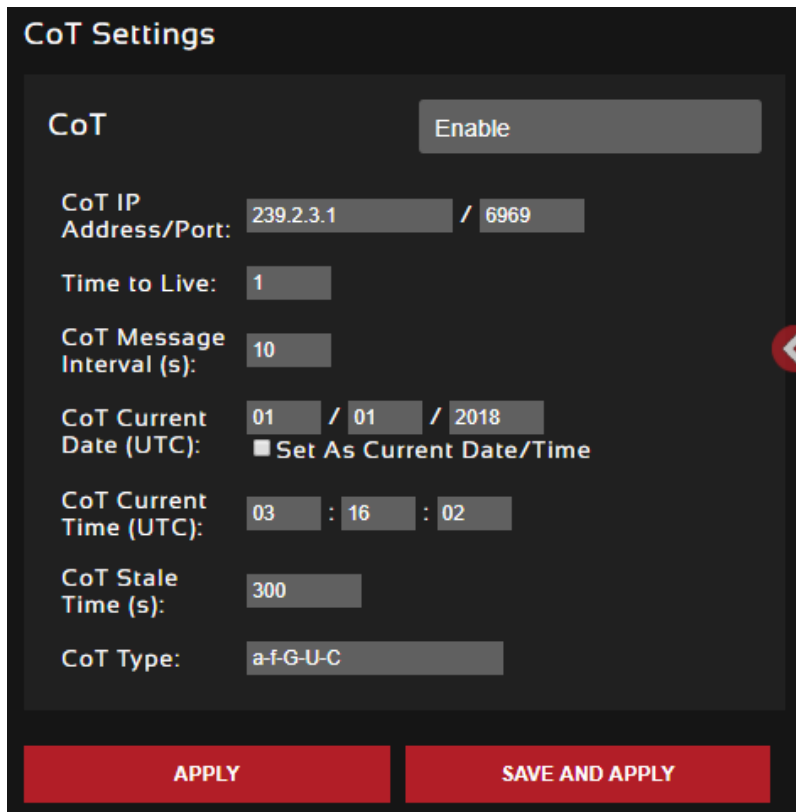 CoT Settings
CoT
Enable
CoT IP
Address/Port:
239.2.3.1 / 6969
Time to Live:
1
CoT Message
Interval (s):
10
CoT Current
Date (UTC):
01 / 01 / 2018
Set As Current Date/Time
CoT Current
Time (UTC):
03 : 16 : 02
CoT Stale
Time (s):
300
CoT Type:
a-f-G-U-C
APPLY
SAVE AND APPLY